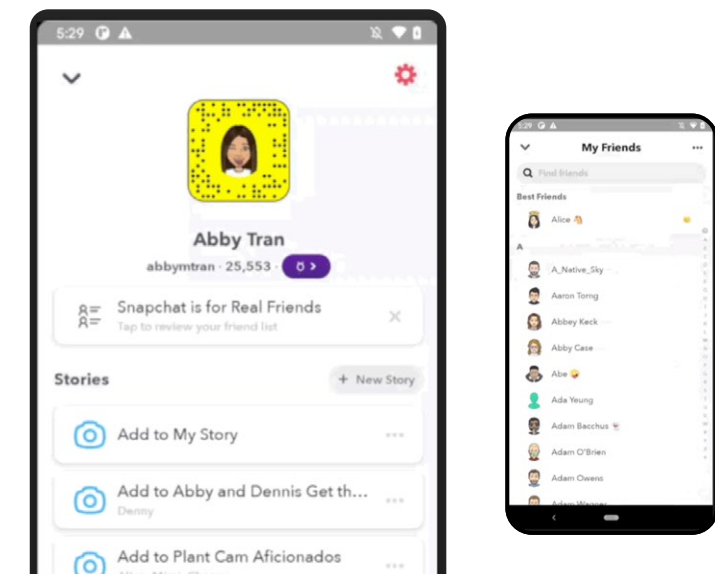 5:29
Abby Tran
abbymtran · 25,553 ·
Snapchat is for Real Friends
Tap to review your friend list
Stories
+ New Story
Add to My Story
Add to Abby and Dennis Get th...
Denny
Add to Plant Cam Aficionados
5:29
My Friends
Find friends
Best Friends
Alice
A
A_Native_Sky
Aaron Torng
Abbey Keck
Abby Case
Abe
Ada Yeung
Adam Bacchus
Adam O'Brien
Adam Owens
Adam Wagner